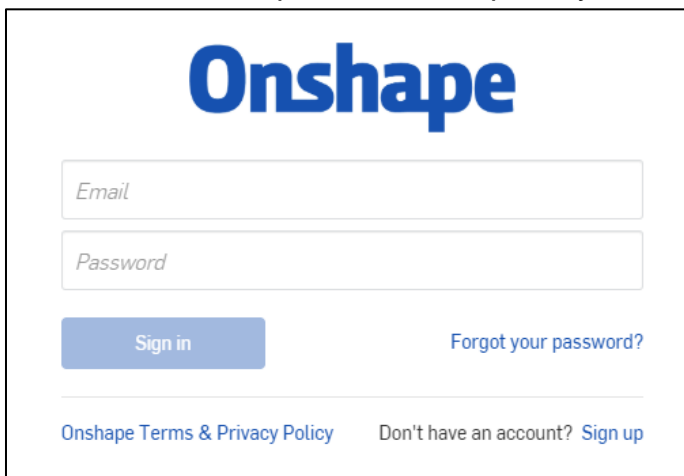 Onshape
Email
Password
Sign in Forgot your password?
Onshape Terms & Privacy Policy Don't have an account? Sign up